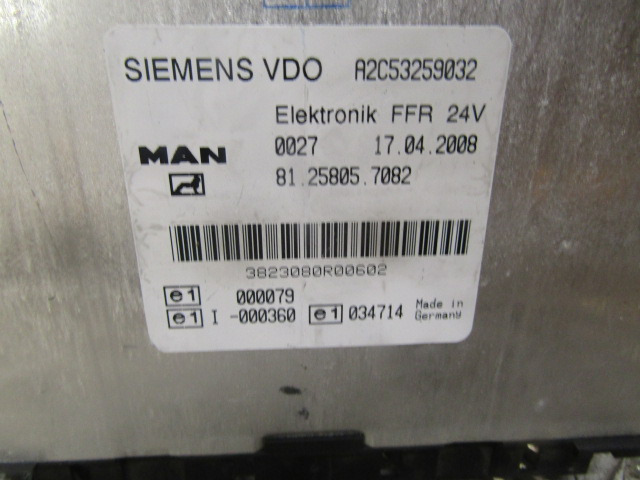 SIEMENS VDO A2C53259032
Elektronik FFR 24V
MAN 0027 17.04.2008
81.25805.7082
3823080R00602
e1 000079
e1 I -000360 e1 034714 Made in
Germany